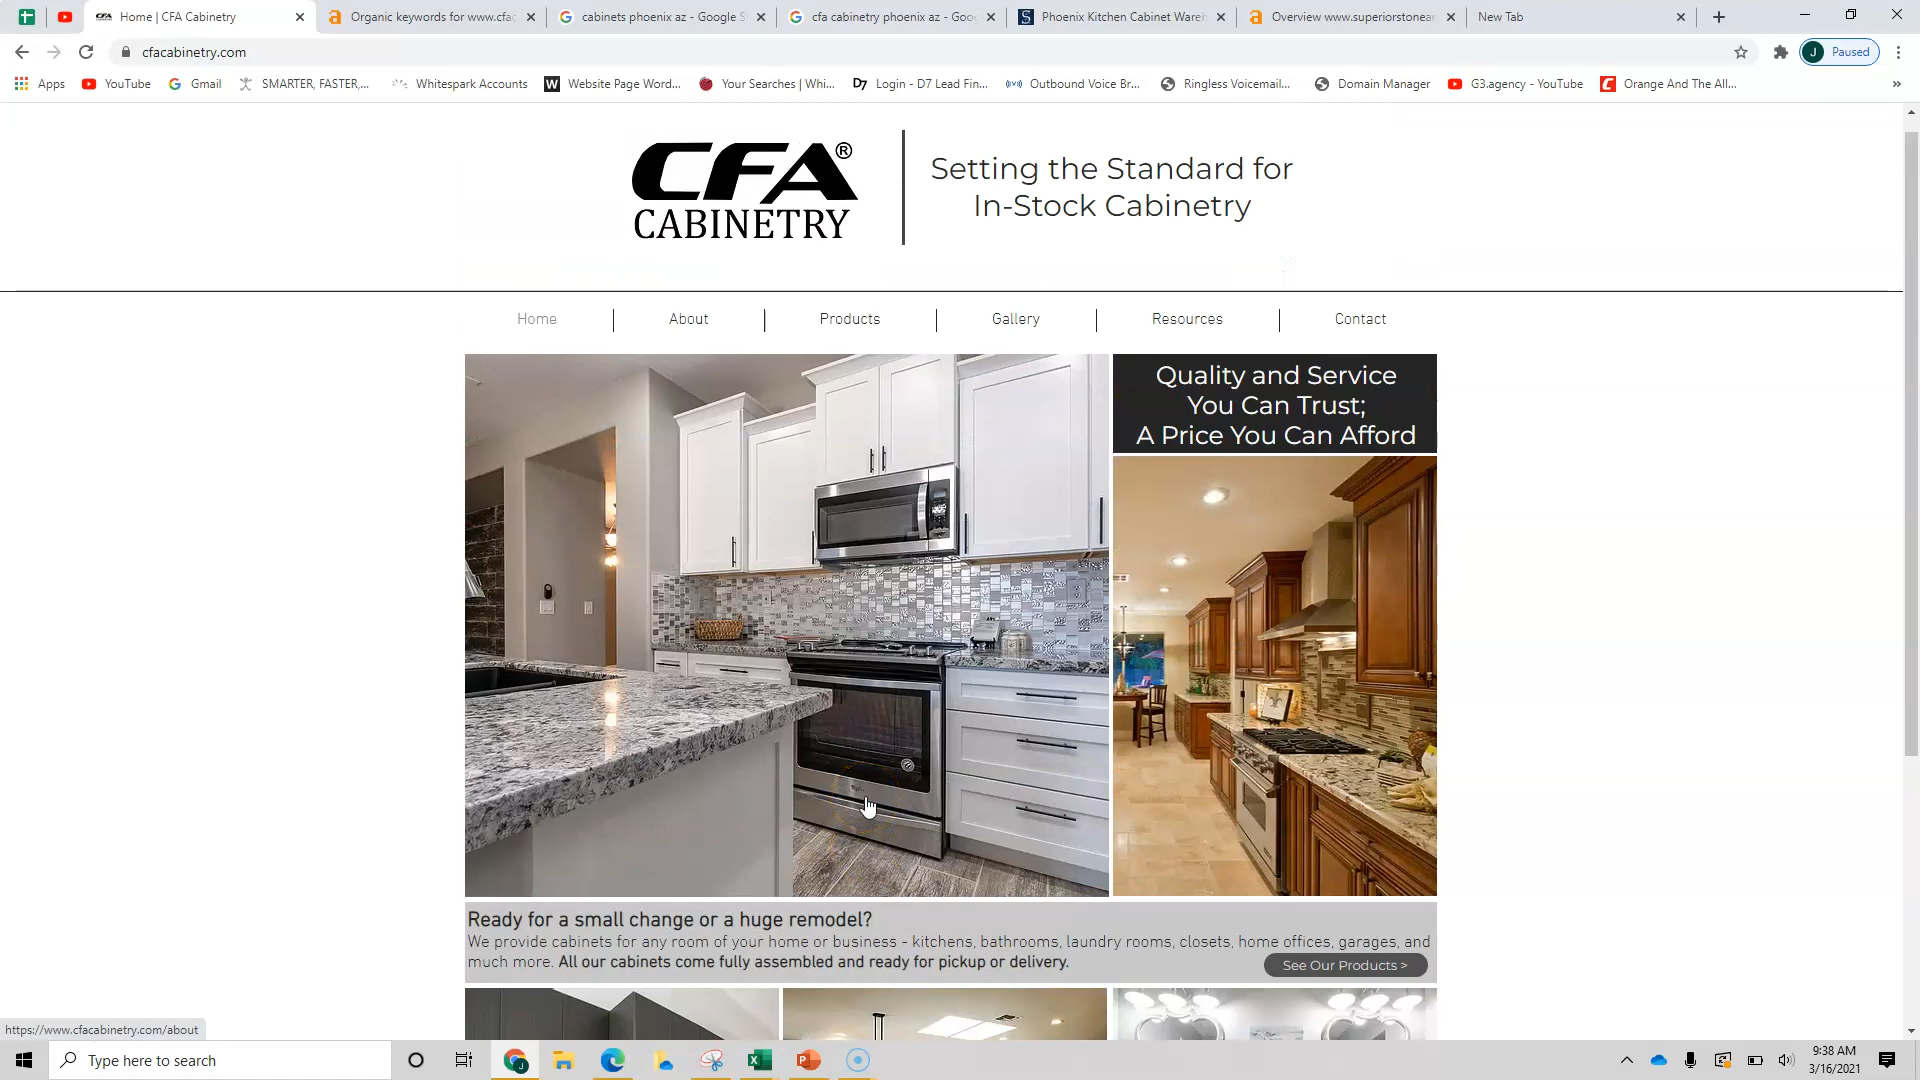 Home | CFA Cabinetry
Organic keywords for www.cfac
cabinets phoenix az - Google S
cfa cabinetry phoenix az - Goo
Phoenix Kitchen Cabinet Wareh
Overview www.superiorstonear
New Tab
cfacabinetry.com
J Paused
Apps
YouTube
Gmail
SMARTER, FASTER,...
Whitespark Accounts
W Website Page Word...
Your Searches | Whi...
D7 Login - D7 Lead Fin...
Outbound Voice Br...
Ringless Voicemail...
Domain Manager
G3.agency - YouTube
Orange And The All...
»
CFA®
CABINETRY
Setting the Standard for
In-Stock Cabinetry
Home
About
Products
Gallery
Resources
Contact
Quality and Service
You Can Trust;
A Price You Can Afford
Ready for a small change or a huge remodel?
We provide cabinets for any room of your home or business - kitchens, bathrooms, laundry rooms, closets, home offices, garages, and
much more. All our cabinets come fully assembled and ready for pickup or delivery.
See Our Products >
https://www.cfacabinetry.com/about
Type here to search
9:38 AM
3/16/2021